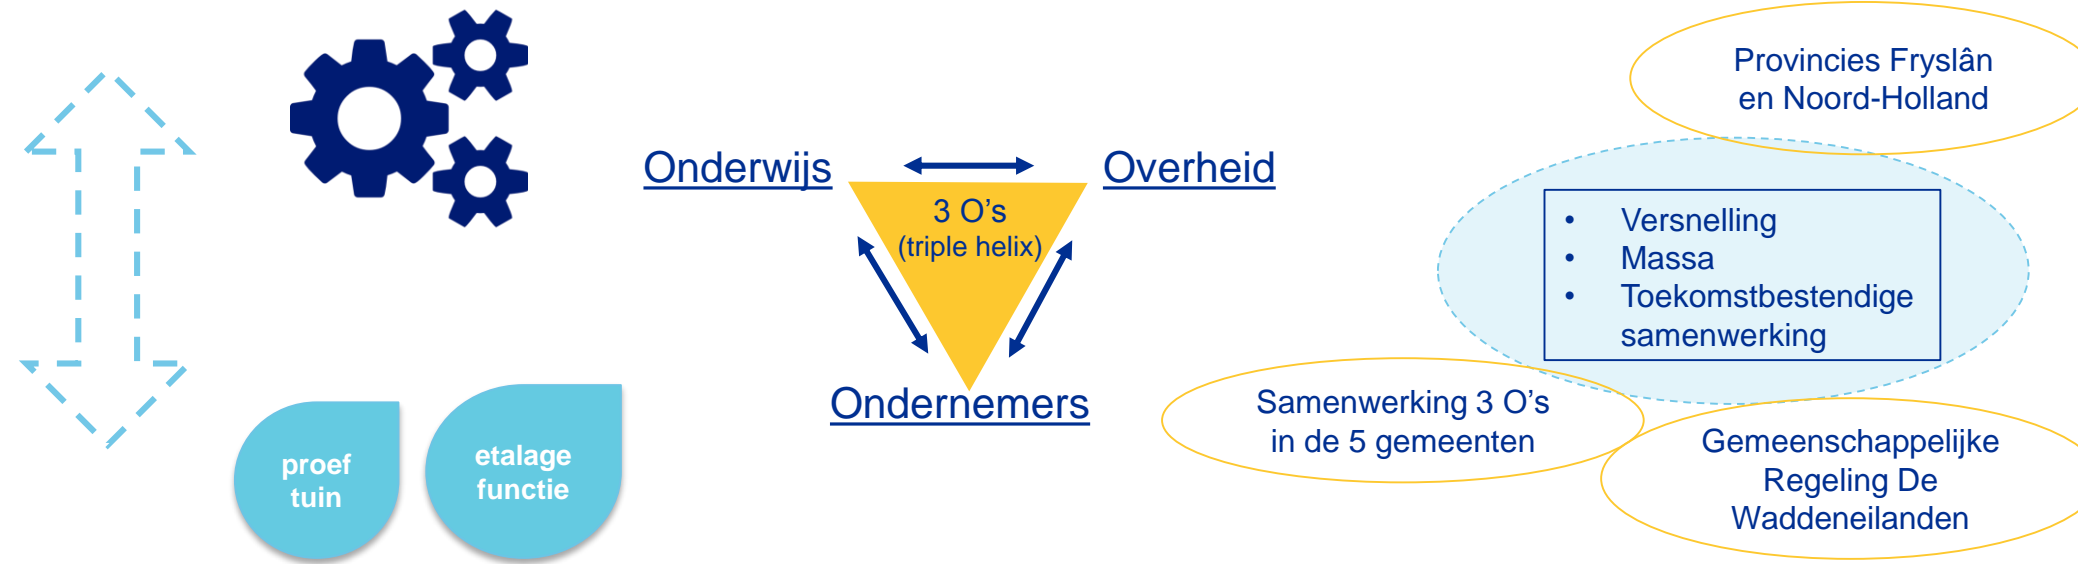 Onderwijs
Overheid
3 O’s
(triple helix)
Ondernemers
proef
tuin
etalage
functie
Provincies Fryslân
en Noord-Holland
• Versnelling
• Massa
• Toekomstbestendige
samenwerking
Samenwerking 3 O’s
in de 5 gemeenten
Gemeenschappelijke
Regeling De
Waddeneilanden